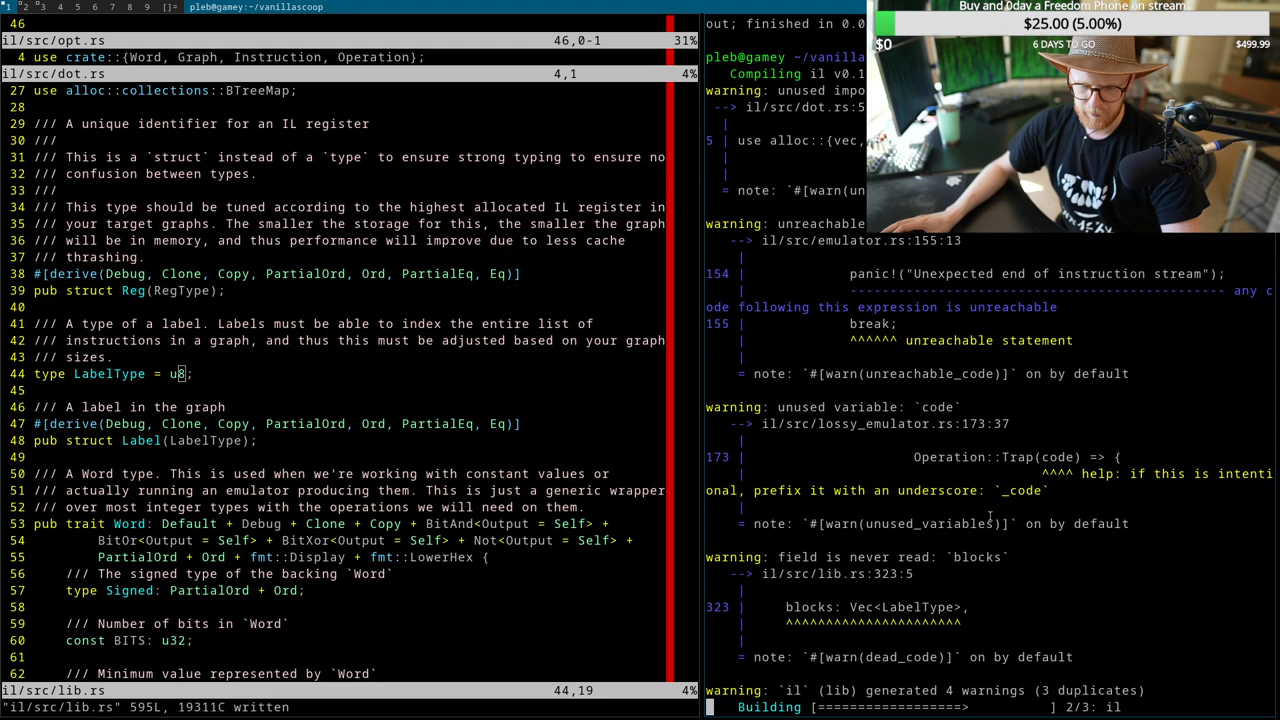 1 2 3 4 5 6 7 8 9 []= pleb@gamey:~/vanillascoop
46
il/src/opt.rs 46,0-1 31%
4 use crate::{Word, Graph, Instruction, Operation};
il/src/dot.rs 4,1 4%
27 use alloc::collections::BTreeMap;
28
29 /// A unique identifier for an IL register
30 ///
31 /// This is a `struct` instead of a `type` to ensure strong typing to ensure no
32 /// confusion between types.
33 ///
34 /// This type should be tuned according to the highest allocated IL register in
35 /// your target graphs. The smaller the storage for this, the smaller the graph
36 /// will be in memory, and thus performance will improve due to less cache
37 /// thrashing.
38 #[derive(Debug, Clone, Copy, PartialOrd, Ord, PartialEq, Eq)]
39 pub struct Reg(RegType);
40
41 /// A type of a label. Labels must be able to index the entire list of
42 /// instructions in a graph, and thus this must be adjusted based on your graph
43 /// sizes.
44 type LabelType = u8;
45
46 /// A label in the graph
47 #[derive(Debug, Clone, Copy, PartialOrd, Ord, PartialEq, Eq)]
48 pub struct Label(LabelType);
49
50 /// A Word type. This is used when we're working with constant values or
51 /// actually running an emulator producing them. This is just a generic wrapper
52 /// over most integer types with the operations we will need on them.
53 pub trait Word: Default + Debug + Clone + Copy + BitAnd<Output = Self> +
54 BitOr<Output = Self> + BitXor<Output = Self> + Not<Output = Self> +
55 PartialOrd + Ord + fmt::Display + fmt::LowerHex {
56 /// The signed type of the backing `Word`
57 type Signed: PartialOrd + Ord;
58
59 /// Number of bits in `Word`
60 const BITS: u32;
61
62 /// Minimum value represented by `Word`
il/src/lib.rs 44,19 4%
"il/src/lib.rs" 595L, 19311C written
out; finished in 0.0
pleb@gamey ~/vanilla
Compiling il v0.1
warning: unused impo
--> il/src/dot.rs:5
|
5 | use alloc::{vec,
|
|
= note: `#[warn(un
warning: unreachable
--> il/src/emulator.rs:155:13
|
154 | panic!("Unexpected end of instruction stream");
| ----------------------------------------------- any c
ode following this expression is unreachable
155 | break;
| ^^^^^^ unreachable statement
|
= note: `#[warn(unreachable_code)]` on by default
warning: unused variable: `code`
--> il/src/lossy_emulator.rs:173:37
|
173 | Operation::Trap(code) => {
| ^^^^ help: if this is intenti
onal, prefix it with an underscore: `_code`
|
= note: `#[warn(unused_variables)]` on by default
warning: field is never read: `blocks`
--> il/src/lib.rs:323:5
|
323 | blocks: Vec<LabelType>,
| ^^^^^^^^^^^^^^^^^^^^^^
|
= note: `#[warn(dead_code)]` on by default
warning: `il` (lib) generated 4 warnings (3 duplicates)
Building [==================> ] 2/3: il
Buy and 0day a Freedom Phone on stream
$25.00 (5.00%)
$0 6 DAYS TO GO $499.99